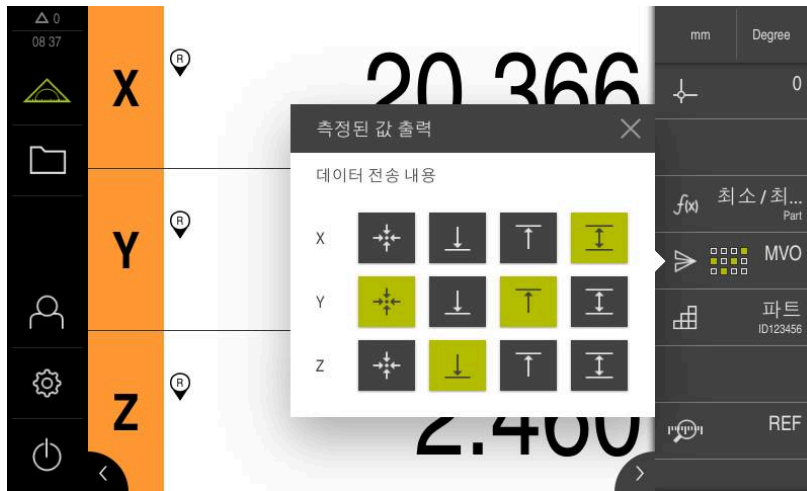 0
08 37
X
R
20.366
Y
R
Z
R
2.460
측정된 값 출력
데이터 전송 내용
X
Y
Z
mm
Degree
0
f(x)
최소 / 최...
Part
MVO
파트
ID123456
REF